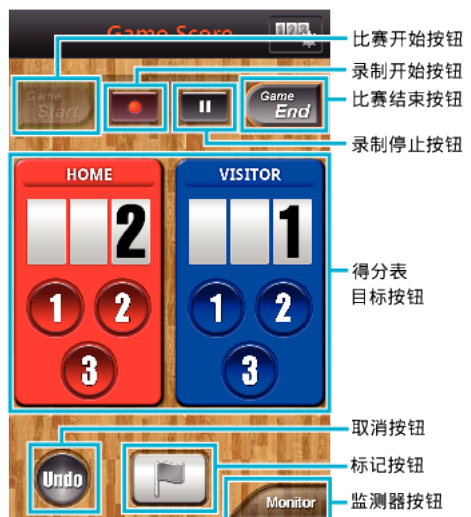 Game Score
123
比赛开始按钮
录制开始按钮
Game Start
Game End
比赛结束按钮
录制停止按钮
HOME
VISITOR
2
1
得分表
目标按钮
1 2
1 2
3
3
取消按钮
Undo
标记按钮
Monitor
监测器按钮